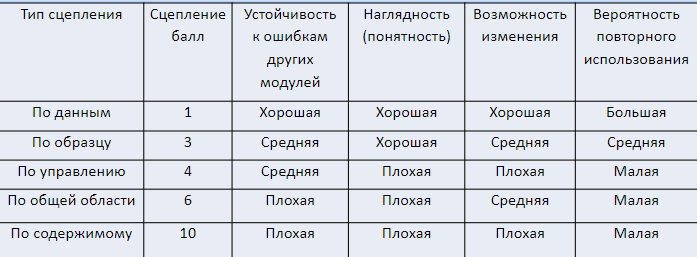 Тип сцепления Сцепление балл Устойчивость к ошибкам других модулей Наглядность (понятность) Возможность изменения Вероятность повторного использования
По данным 1 Хорошая Хорошая Хорошая Большая
По образцу 3 Средняя Хорошая Средняя Средняя
По управлению 4 Средняя Плохая Плохая Малая
По общей области 6 Плохая Плохая Средняя Малая
По содержимому 10 Плохая Плохая Плохая Малая